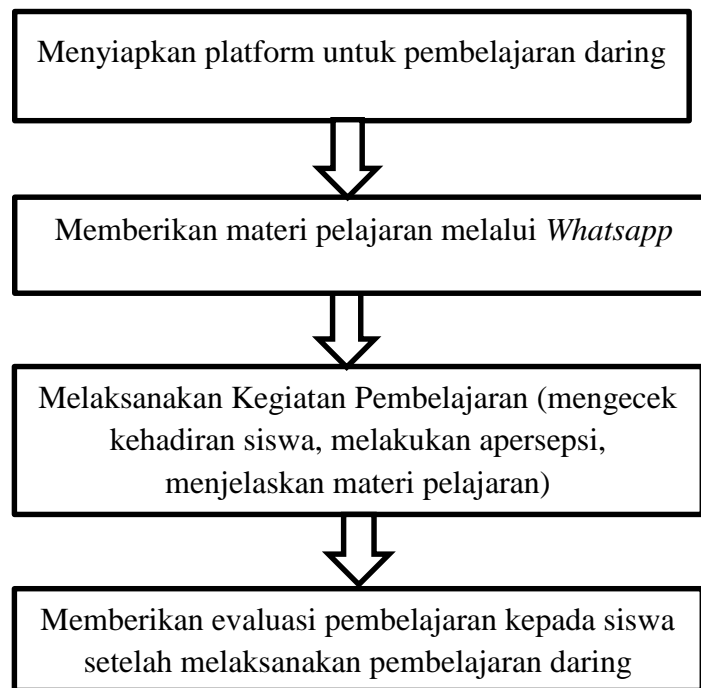 Menyiapkan platform untuk pembelajaran daring
Memberikan materi pelajaran melalui Whatsapp
Melaksanakan Kegiatan Pembelajaran (mengecek
kehadiran siswa, melakukan apersepsi,
menjelaskan materi pelajaran)
Memberikan evaluasi pembelajaran kepada siswa
setelah melaksanakan pembelajaran daring